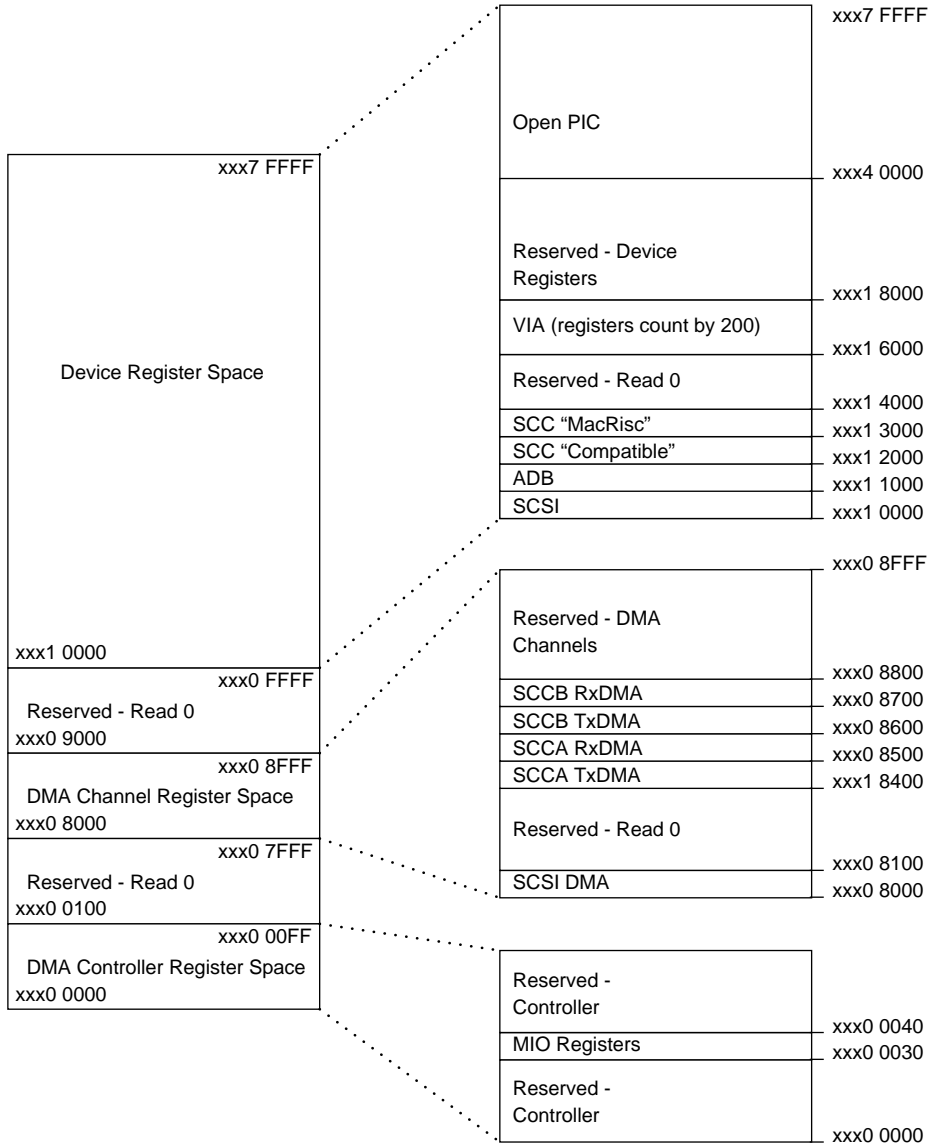 xxx7 FFFF
Device Register Space
xxx1 0000
xxx0 FFFF
Reserved - Read 0
xxx0 9000
xxx0 8FFF
DMA Channel Register Space
xxx0 8000
xxx0 7FFF
Reserved - Read 0
xxx0 0100
xxx0 00FF
DMA Controller Register Space
xxx0 0000
xxx7 FFFF
Open PIC
xxx4 0000
Reserved - Device
Registers
xxx1 8000
VIA (registers count by 200)
xxx1 6000
Reserved - Read 0
xxx1 4000
SCC “MacRisc”
xxx1 3000
SCC “Compatible”
xxx1 2000
ADB
xxx1 1000
SCSI
xxx1 0000
xxx0 8FFF
Reserved - DMA
Channels
xxx0 8800
SCCB RxDMA
xxx0 8700
SCCB TxDMA
xxx0 8600
SCCA RxDMA
xxx0 8500
SCCA TxDMA
xxx1 8400
Reserved - Read 0
xxx0 8100
SCSI DMA
xxx0 8000
Reserved -
Controller
xxx0 0040
MIO Registers
xxx0 0030
Reserved -
Controller
xxx0 0000